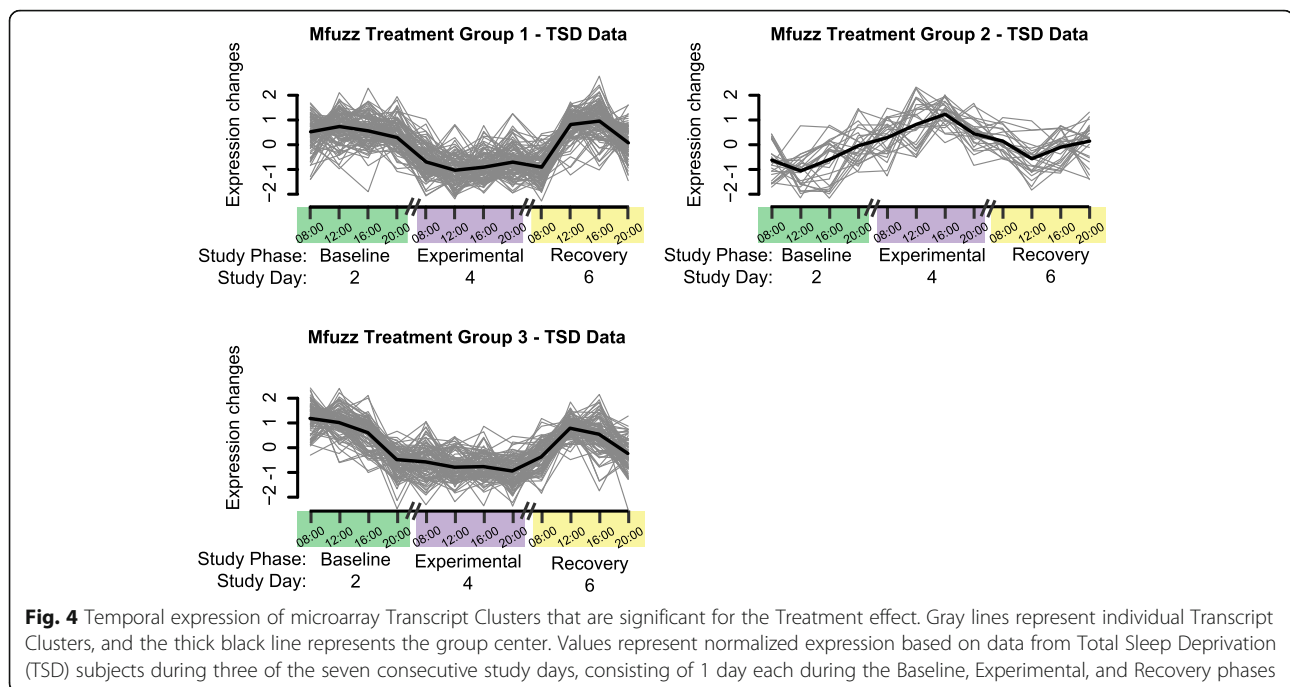 Mfuzz Treatment Group 1 - TSD Data
Expression changes
2
1
0
-1
-2
08:00 12:00 16:00 20:00 08:00 12:00 16:00 20:00 08:00 12:00 16:00 20:00
Study Phase: Baseline Experimental Recovery
Study Day: 2 4 6
Mfuzz Treatment Group 2 - TSD Data
Expression changes
2
1
0
-1
-2
08:00 12:00 16:00 20:00 08:00 12:00 16:00 20:00 08:00 12:00 16:00 20:00
Study Phase: Baseline Experimental Recovery
Study Day: 2 4 6
Mfuzz Treatment Group 3 - TSD Data
Expression changes
2
1
0
-1
-2
08:00 12:00 16:00 20:00 08:00 12:00 16:00 20:00 08:00 12:00 16:00 20:00
Study Phase: Baseline Experimental Recovery
Study Day: 2 4 6
Fig. 4 Temporal expression of microarray Transcript Clusters that are significant for the Treatment effect. Gray lines represent individual Transcript
Clusters, and the thick black line represents the group center. Values represent normalized expression based on data from Total Sleep Deprivation
(TSD) subjects during three of the seven consecutive study days, consisting of 1 day each during the Baseline, Experimental, and Recovery phases